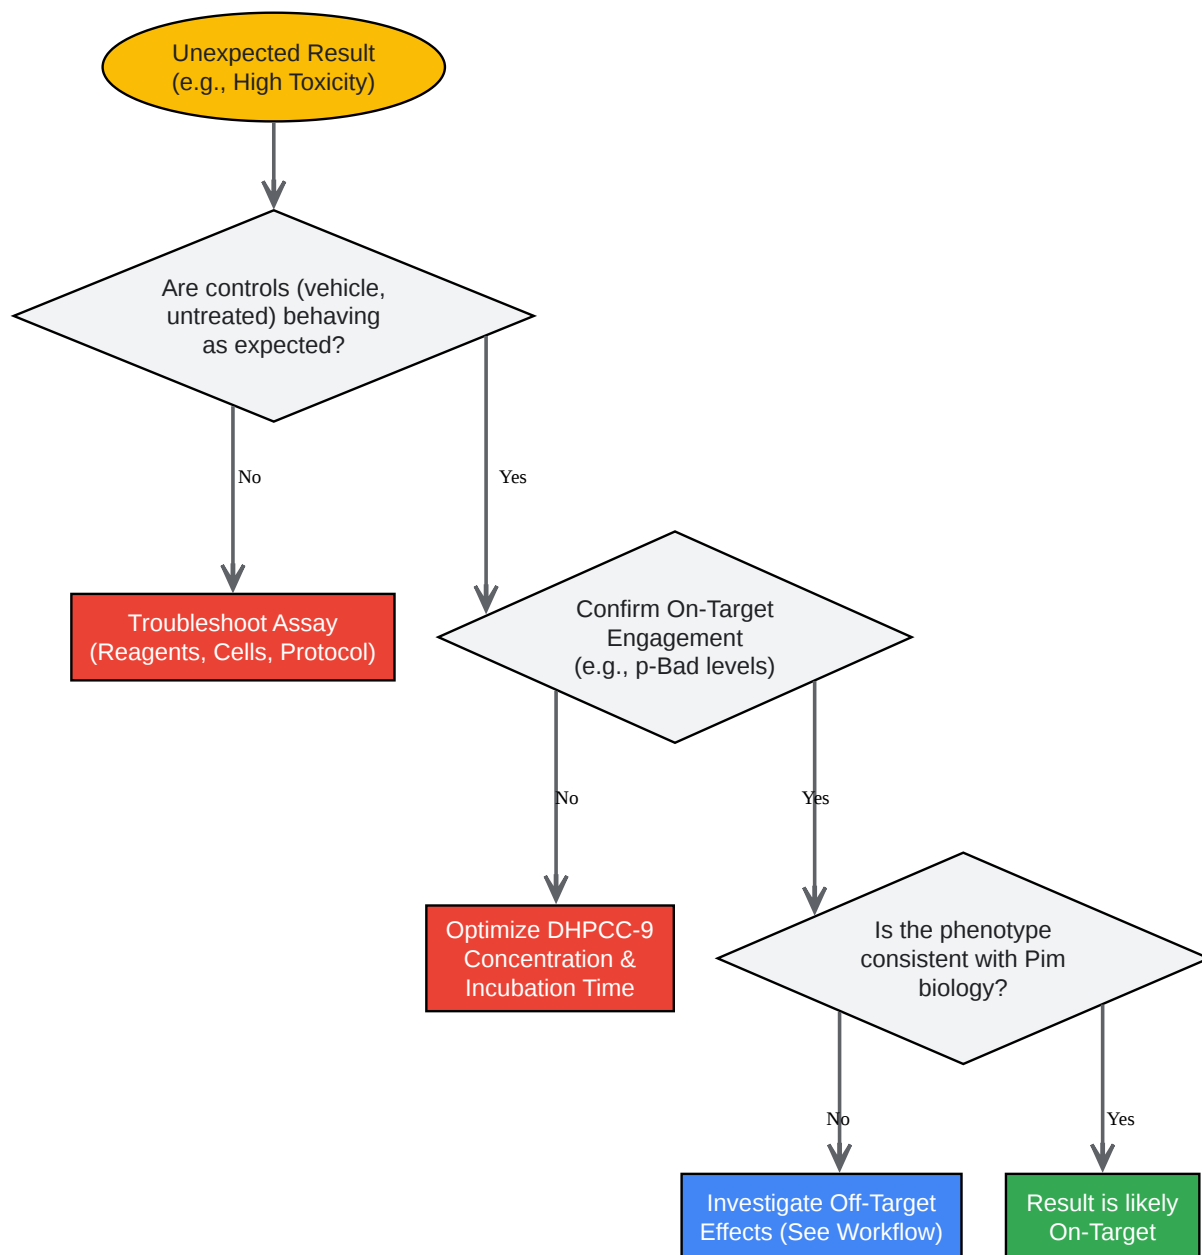 Unexpected Result
(e.g., High Toxicity)
Are controls (vehicle,
untreated) behaving
as expected?
No
Yes
Troubleshoot Assay
(Reagents, Cells, Protocol)
Confirm On-Target
Engagement
(e.g., p-Bad levels)
No
Yes
Optimize DHPCC-9
Concentration &
Incubation Time
Is the phenotype
consistent with Pim
biology?
No
Yes
Investigate Off-Target
Effects (See Workflow)
Result is likely
On-Target